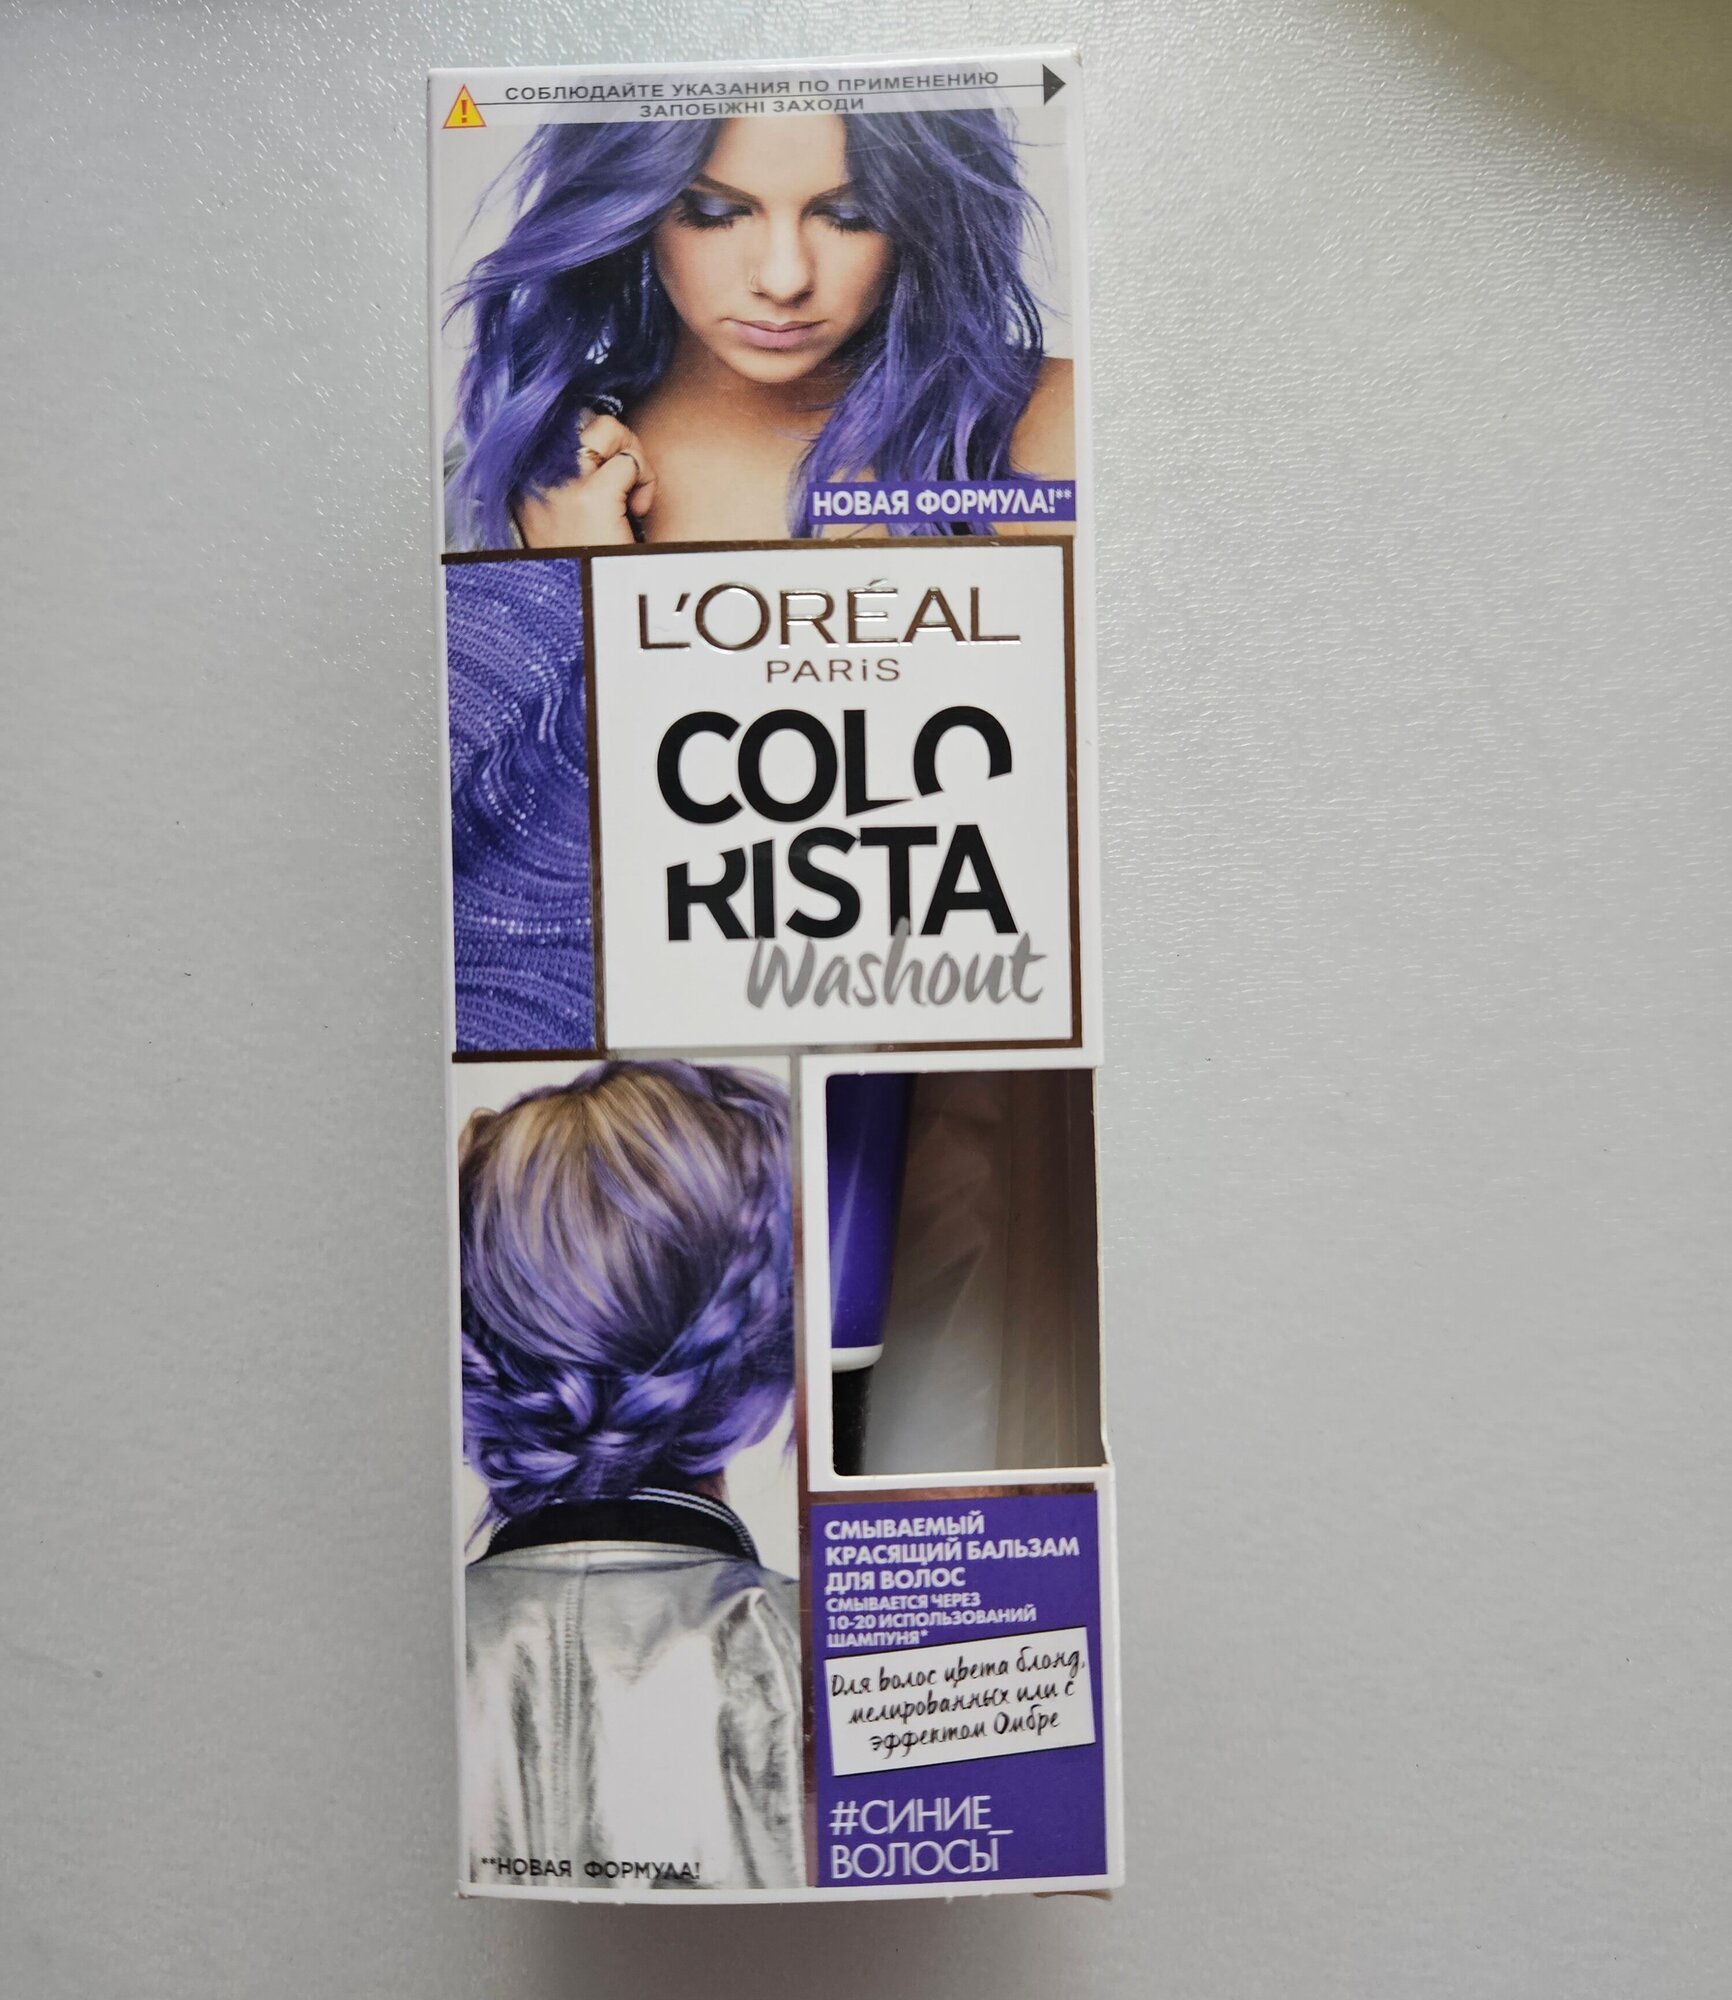 СОБЛЮДАЙТЕ УКАЗАНИЯ ПО ПРИМЕНЕНИЮ
ЗАПОБІЖНІ ЗАХОДИ
НОВАЯ ФОРМУЛА!**
L'ORÉAL
PARiS
COLO
RISTA
Washout
СМЫВАЕМЫЙ
КРАСЯЩИЙ БАЛЬЗАМ
ДЛЯ ВОЛОС
СМЫВАЕТСЯ ЧЕРЕЗ
10-20 ИСПОЛЬЗОВАНИЙ
ШАМПУНЯ*
Для волос цвета блонд,
мелированных или с
эффектом Омбре
#СИНИЕ_
ВОЛОСЫ
**НОВАЯ ФОРМУЛА!